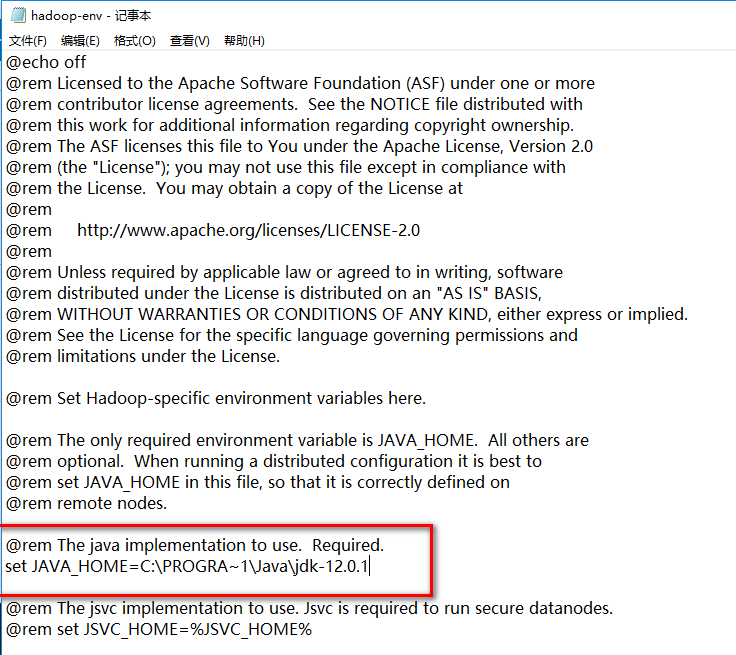 hadoop-env - 记事本
文件(F) 编辑(E) 格式(O) 查看(V) 帮助(H)
@echo off
@rem Licensed to the Apache Software Foundation (ASF) under one or more
@rem contributor license agreements.  See the NOTICE file distributed with
@rem this work for additional information regarding copyright ownership.
@rem The ASF licenses this file to You under the Apache License, Version 2.0
@rem (the "License"); you may not use this file except in compliance with
@rem the License.  You may obtain a copy of the License at
@rem
@rem     http://www.apache.org/licenses/LICENSE-2.0
@rem
@rem Unless required by applicable law or agreed to in writing, software
@rem distributed under the License is distributed on an "AS IS" BASIS,
@rem WITHOUT WARRANTIES OR CONDITIONS OF ANY KIND, either express or implied.
@rem See the License for the specific language governing permissions and
@rem limitations under the License.
@rem Set Hadoop-specific environment variables here.
@rem The only required environment variable is JAVA_HOME.  All others are
@rem optional.  When running a distributed configuration it is best to
@rem set JAVA_HOME in this file, so that it is correctly defined on
@rem remote nodes.
@rem The java implementation to use.  Required.
set JAVA_HOME=C:\PROGRA~1\Java\jdk-12.0.1
@rem The jsvc implementation to use. Jsvc is required to run secure datanodes.
@rem set JSVC_HOME=%JSVC_HOME%